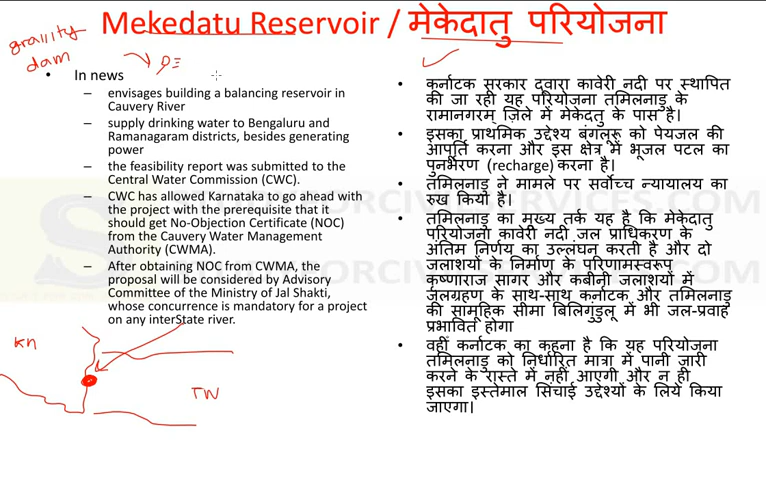 Mekedatu Reservoir / मेकेदातु परियोजना
gravity
dam
In news
– envisages building a balancing reservoir in
Cauvery River
– supply drinking water to Bengaluru and
Ramanagaram districts, besides generating
power
– the feasibility report was submitted to the
Central Water Commission (CWC).
– CWC has allowed Karnataka to go ahead with
the project with the prerequisite that it
should get No-Objection Certificate (NOC)
from the Cauvery Water Management
Authority (CWMA).
– After obtaining NOC from CWMA, the
proposal will be considered by Advisory
Committee of the Ministry of Jal Shakti,
whose concurrence is mandatory for a project
on any interState river.
Kn
TN
• कर्नाटक सरकार द्वारा कावेरी नदी पर स्थापित
की जा रही यह परियोजना तमिलनाडु के
रामानगरम् ज़िले में मेकेदातु के पास है।
• इसका प्राथमिक उद्देश्य बंगलूरू को पेयजल की
आपूर्ति करना और इस क्षेत्र में भूजल पटल का
पुनर्भरण (recharge) करना है।
• तमिलनाडु ने मामले पर सर्वोच्च न्यायालय का
रुख किया है।
• तमिलनाडु का मुख्य तर्क यह है कि मेकेदातु
परियोजना कावेरी नदी जल प्राधिकरण के
अंतिम निर्णय का उल्लंघन करती है और दो
जलाशयों के निर्माण के परिणामस्वरूप
कृष्णाराज सागर और कबीनी जलाशयों में
जलग्रहण के साथ-साथ कर्नाटक और तमिलनाडु
की सामूहिक सीमा बिलिगुंडुलू में भी जल-प्रवाह
प्रभावित होगा
• वहीं कर्नाटक का कहना है कि यह परियोजना
तमिलनाडु को निर्धारित मात्रा में पानी जारी
करने के रास्ते में नहीं आएगी और न ही
इसका इस्तेमाल सिंचाई उद्देश्यों के लिये किया
जाएगा।